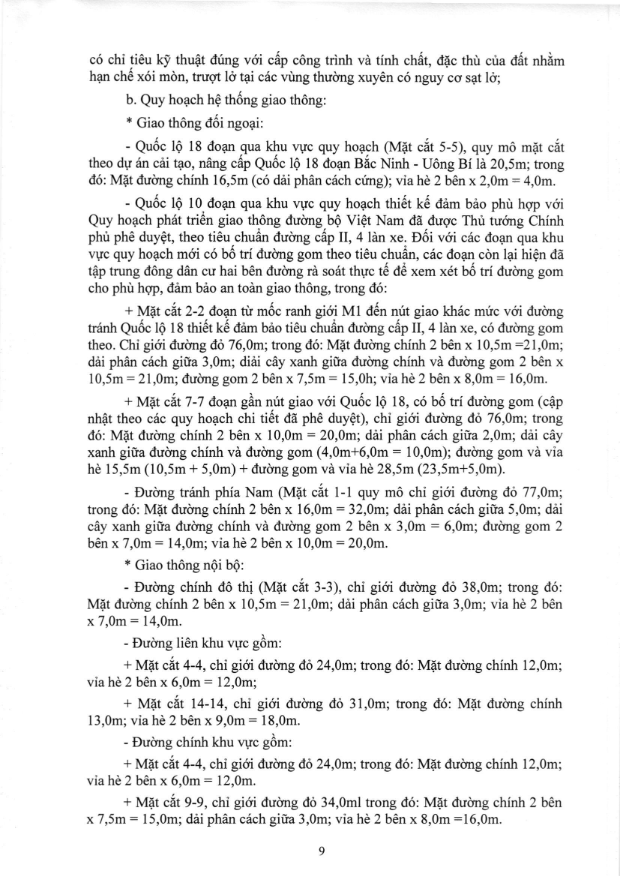 có chỉ tiêu kỹ thuật đúng với cấp công trình và tính chất, đặc thù của đất nhằm
hạn chế xói mòn, trượt lở tại các vùng thường xuyên có nguy cơ sạt lở;
b. Quy hoạch hệ thống giao thông:
* Giao thông đối ngoại:
- Quốc lộ 18 đoạn qua khu vực quy hoạch (Mặt cắt 5-5), quy mô mặt cắt
theo dự án cải tạo, nâng cấp Quốc lộ 18 đoạn Bắc Ninh - Uông Bí là 20,5m; trong
đó: Mặt đường chính 16,5m (có dải phân cách cứng); vỉa hè 2 bên x 2,0m = 4,0m.
- Quốc lộ 10 đoạn qua khu vực quy hoạch thiết kế đảm bảo phù hợp với
Quy hoạch phát triển giao thông đường bộ Việt Nam đã được Thủ tướng Chính
phủ phê duyệt, theo tiêu chuẩn đường cấp II, 4 làn xe. Đối với các đoạn qua khu
vực quy hoạch mới có bố trí đường gom theo tiêu chuẩn, các đoạn còn lại hiện đã
tập trung đông dân cư hai bên đường rà soát thực tế để xem xét bố trí đường gom
cho phù hợp, đảm bảo an toàn giao thông, trong đó:
+ Mặt cắt 2-2 đoạn từ mốc ranh giới M1 đến nút giao khác mức với đường
tránh Quốc lộ 18 thiết kế đảm bảo tiêu chuẩn đường cấp II, 4 làn xe, có đường gom
theo. Chỉ giới đường đỏ 76,0m; trong đó: Mặt đường chính 2 bên x 10,5m =21,0m;
dải phân cách giữa 3,0m; diải cây xanh giữa đường chính và đường gom 2 bên x
10,5m = 21,0m; đường gom 2 bên x 7,5m = 15,0h; vỉa hè 2 bên x 8,0m = 16,0m.
+ Mặt cắt 7-7 đoạn gần nút giao với Quốc lộ 18, có bố trí đường gom (cập
nhật theo các quy hoạch chi tiết đã phê duyệt), chỉ giới đường đỏ 76,0m; trong
đó: Mặt đường chính 2 bên x 10,0m = 20,0m; dải phân cách giữa 2,0m; dải cây
xanh giữa đường chính và đường gom (4,0m+6,0m = 10,0m); đường gom và vỉa
hè 15,5m (10,5m + 5,0m) + đường gom và vỉa hè 28,5m (23,5m+5,0m).
- Đường tránh phía Nam (Mặt cắt 1-1 quy mô chỉ giới đường đỏ 77,0m;
trong đó: Mặt đường chính 2 bên x 16,0m = 32,0m; dải phân cách giữa 5,0m; dải
cây xanh giữa đường chính và đường gom 2 bên x 3,0m = 6,0m; đường gom 2
bên x 7,0m = 14,0m; vỉa hè 2 bên x 10,0m = 20,0m.
* Giao thông nội bộ:
- Đường chính đô thị (Mặt cắt 3-3), chỉ giới đường đỏ 38,0m; trong đó:
Mặt đường chính 2 bên x 10,5m = 21,0m; dải phân cách giữa 3,0m; vỉa hè 2 bên
x 7,0m = 14,0m.
- Đường liên khu vực gồm:
+ Mặt cắt 4-4, chỉ giới đường đỏ 24,0m; trong đó: Mặt đường chính 12,0m;
vỉa hè 2 bên x 6,0m = 12,0m;
+ Mặt cắt 14-14, chỉ giới đường đỏ 31,0m; trong đó: Mặt đường chính
13,0m; vỉa hè 2 bên x 9,0m = 18,0m.
- Đường chính khu vực gồm:
+ Mặt cắt 4-4, chỉ giới đường đỏ 24,0m; trong đó: Mặt đường chính 12,0m;
vỉa hè 2 bên x 6,0m = 12,0m.
+ Mặt cắt 9-9, chỉ giới đường đỏ 34,0ml trong đó: Mặt đường chính 2 bên
x 7,5m = 15,0m; dải phân cách giữa 3,0m; vỉa hè 2 bên x 8,0m =16,0m.
9